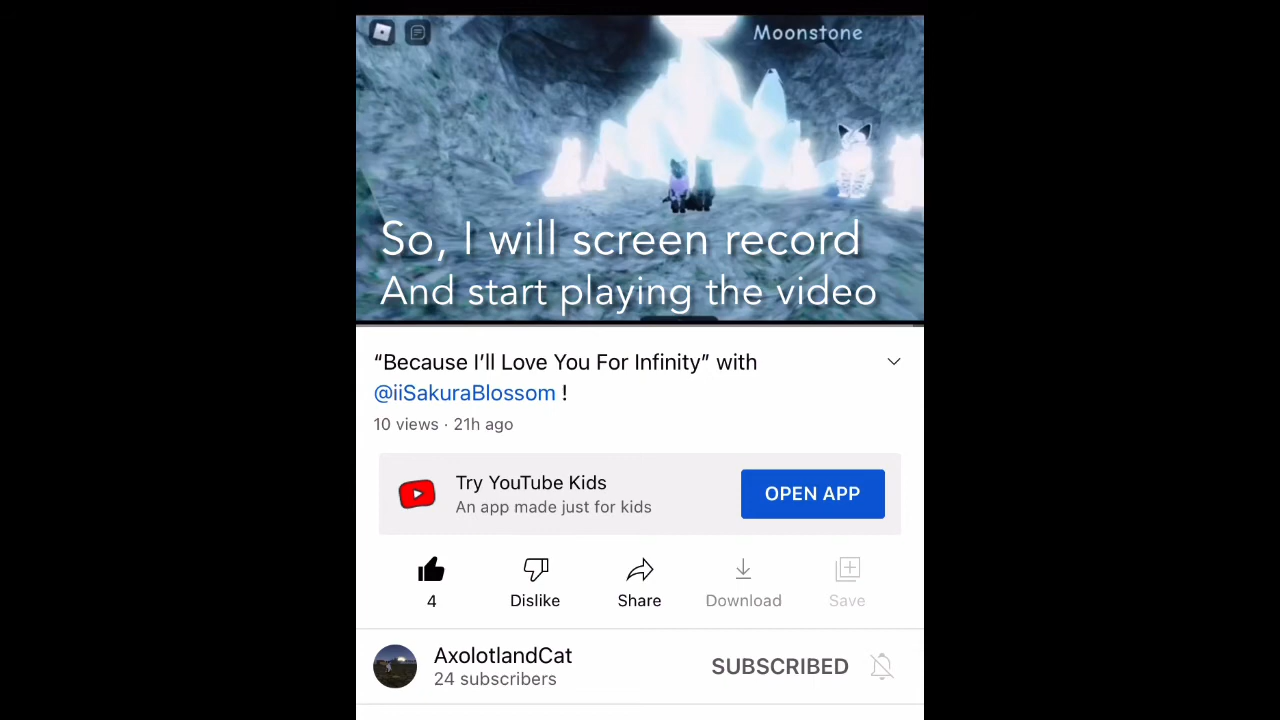 Moonstone
So, I will screen record
And start playing the video
“Because I’ll Love You For Infinity” with
@iiSakuraBlossom !
10 views · 21h ago
Try YouTube Kids
An app made just for kids
OPEN APP
4
Dislike
Share
Download
Save
AxolotlandCat
24 subscribers
SUBSCRIBED